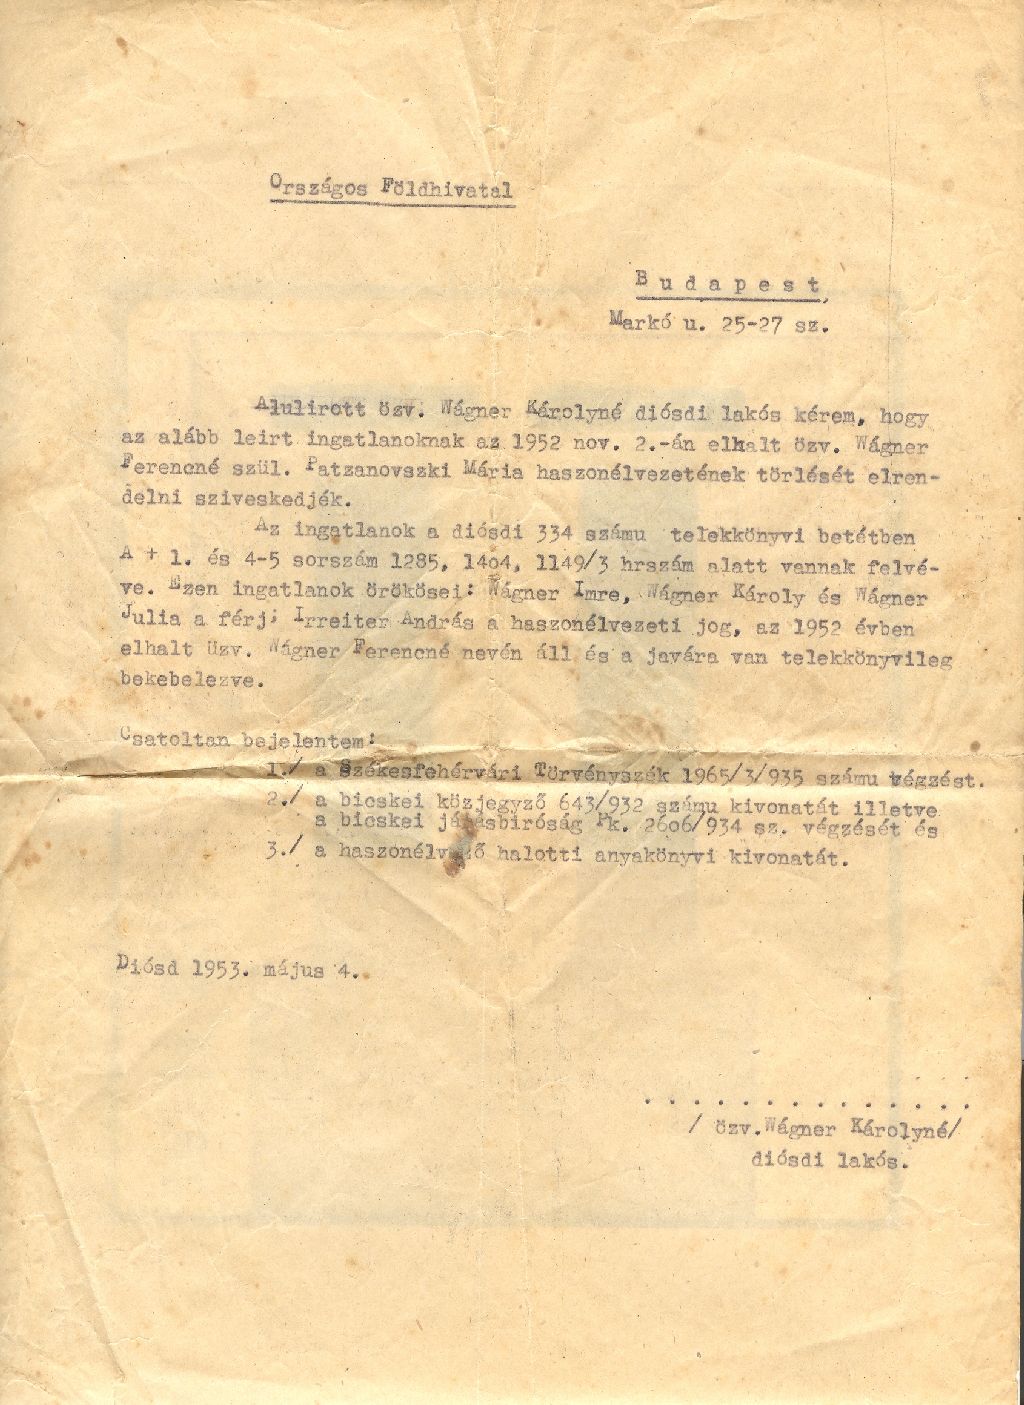 Országos Földhivatal
Budapest,
Markó u. 25-27 sz.
Alulirott özv. Wágner Károlyné diósdi lakós kérem, hogy
az alább leirt ingatlanoknak az 1952 nov. 2.-án elhalt özv. Wágner
Ferencné szül. Patzanovszki Mária haszonélvezetének törlését elren-
delni sziveskedjék.
Az ingatlanok a diósdi 334 számu telekkönyvi betétben
A + 1. és 4-5 sorszám 1285, 14o4, 1149/3 hrszám alatt vannak felvé-
ve. Ezen ingatlanok örökösei: Wágner Imre, Wágner Károly és Wágner
Julia a férj; Irreiter András a haszonélvezeti jog, az 1952 évben
elhalt üzv. Wágner Ferencné nevén áll és a javára van telekkönyvileg
bekebelezve.
Csatoltan bejelentem:
1./ a Székesfehérvári Törvényszék 1965/3/935 számu végzést.
2./ a bicskei közjegyző 643/932 számu kivonatát illetve
a bicskei járásbiróság Pk. 26o6/934 sz. végzését és
3./ a haszonélvező halotti anyakönyvi kivonatát.
Diósd 1953. május 4.
. . . . . . . . . . . . . .
/ özv. Wágner Károlyné/
diósdi lakós.